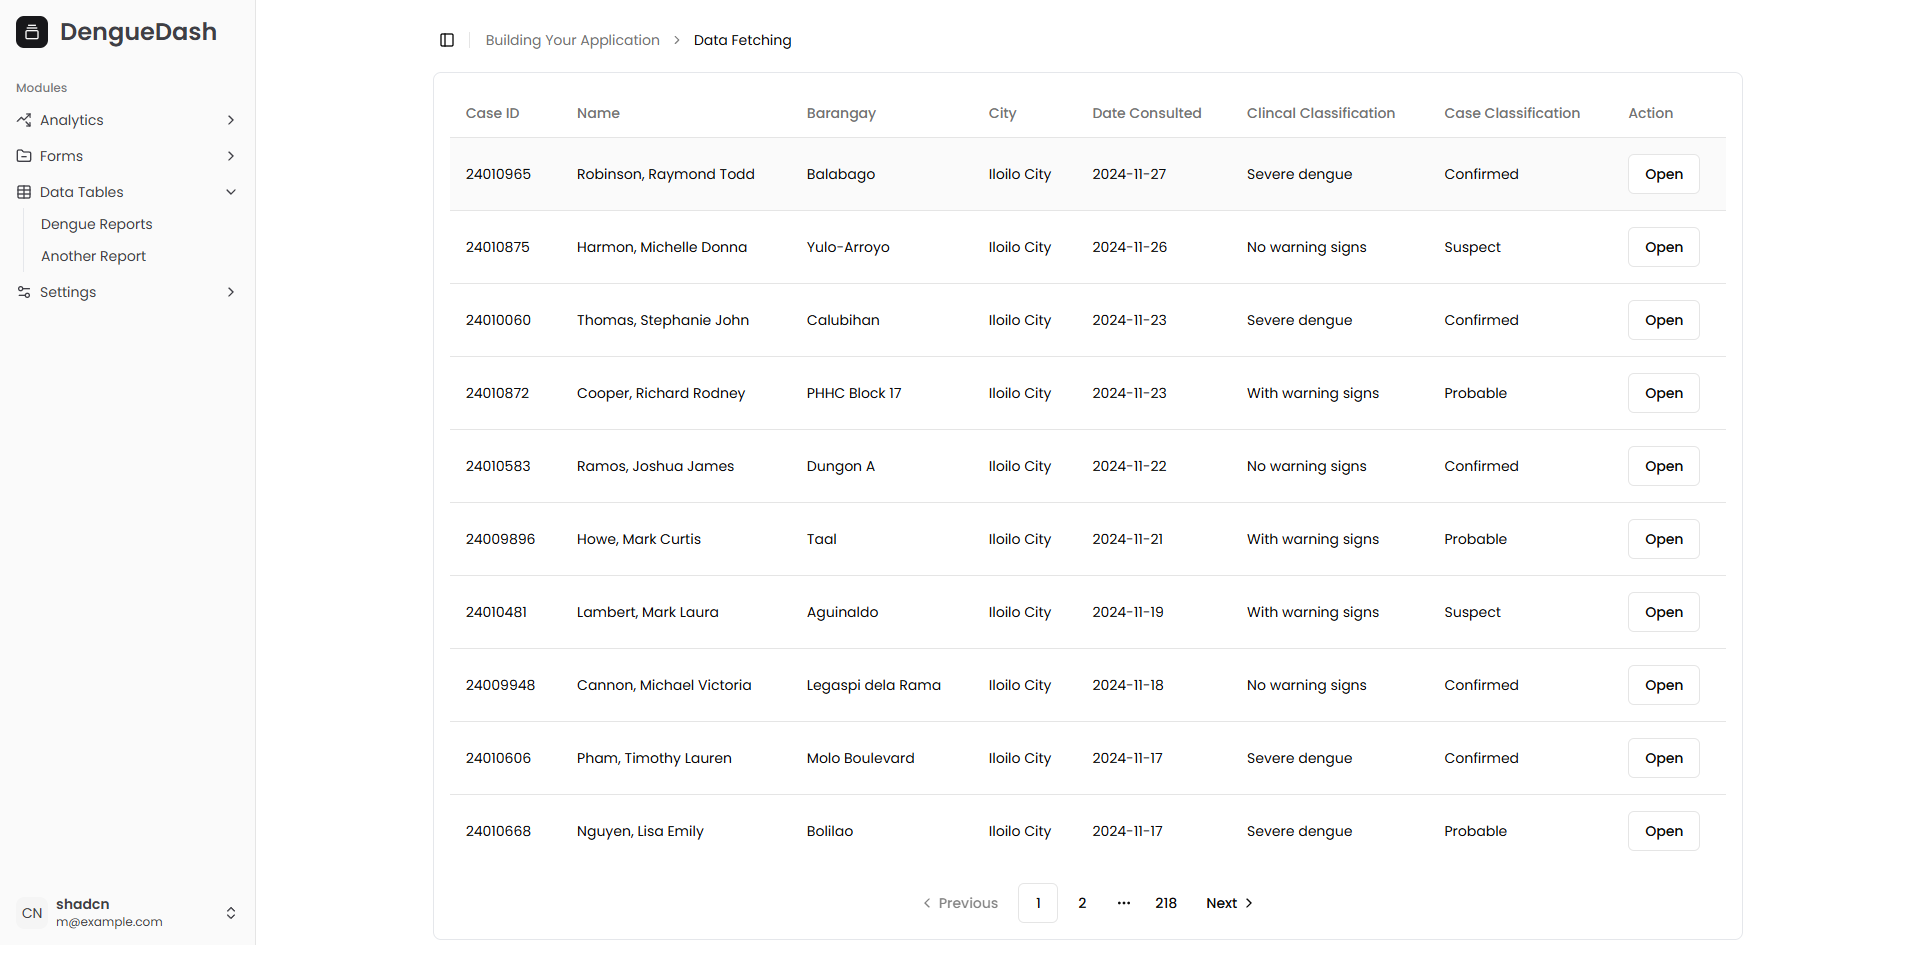 DengueDash
Modules
Analytics
Forms
Data Tables
Dengue Reports
Another Report
Settings
CN
shadcn
m@example.com
Building Your Application > Data Fetching
Case ID Name Barangay City Date Consulted Clincal Classification Case Classification Action
24010965 Robinson, Raymond Todd Balabago Iloilo City 2024-11-27 Severe dengue Confirmed Open
24010875 Harmon, Michelle Donna Yulo-Arroyo Iloilo City 2024-11-26 No warning signs Suspect Open
24010060 Thomas, Stephanie John Calubihan Iloilo City 2024-11-23 Severe dengue Confirmed Open
24010872 Cooper, Richard Rodney PHHC Block 17 Iloilo City 2024-11-23 With warning signs Probable Open
24010583 Ramos, Joshua James Dungon A Iloilo City 2024-11-22 No warning signs Confirmed Open
24009896 Howe, Mark Curtis Taal Iloilo City 2024-11-21 With warning signs Probable Open
24010481 Lambert, Mark Laura Aguinaldo Iloilo City 2024-11-19 With warning signs Suspect Open
24009948 Cannon, Michael Victoria Legaspi dela Rama Iloilo City 2024-11-18 No warning signs Confirmed Open
24010606 Pham, Timothy Lauren Molo Boulevard Iloilo City 2024-11-17 Severe dengue Confirmed Open
24010668 Nguyen, Lisa Emily Bolilao Iloilo City 2024-11-17 Severe dengue Probable Open
< Previous 1 2 ... 218 Next >